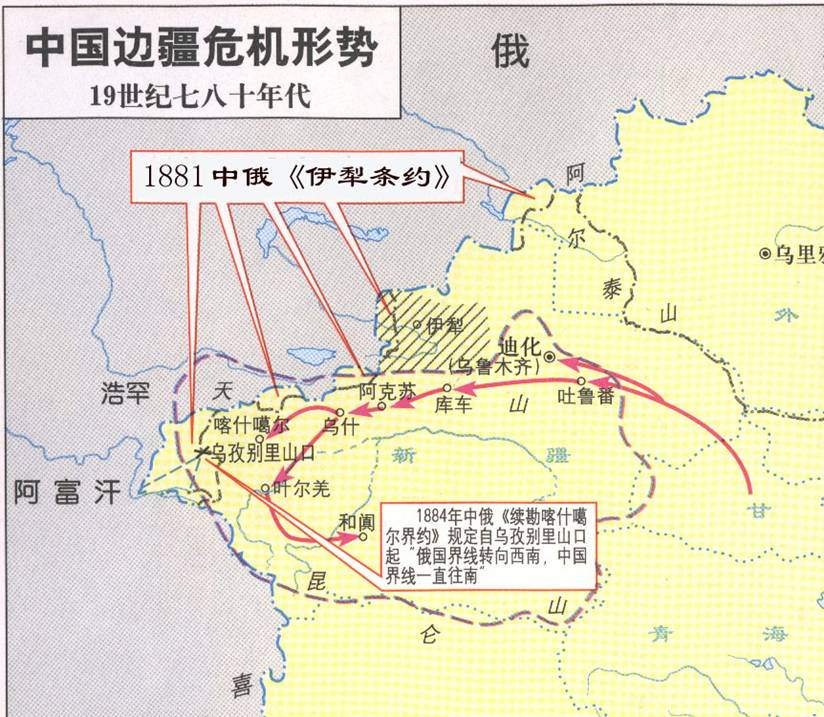 中国边疆危机形势
19世纪七八十年代
俄
1881中俄《伊犁条约》
阿
尔
泰
山
乌里雅
外
伊犁
迪化
(乌鲁木齐)
浩罕
天
阿克苏
库车
山
吐鲁番
喀什噶尔
乌什
乌孜别里山口
新疆
阿富汗
叶尔羌
甘
和阗
1884年中俄《续勘喀什噶
尔界约》规定自乌孜别里山口
起“俄国界线转向西南,中国
界线一直往南”
昆
仑
山
青海
喜